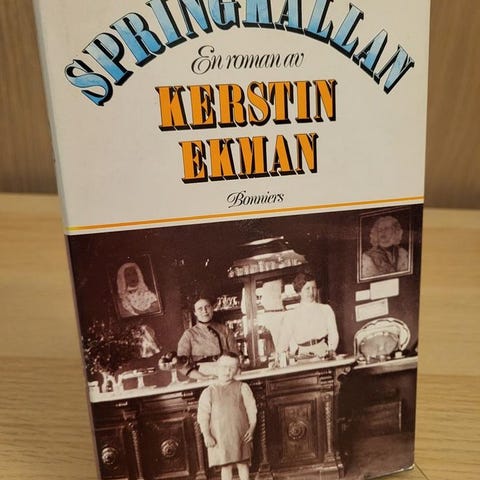 SPRINGKÄLLAN
En roman av
KERSTIN
EKMAN
Bonniers